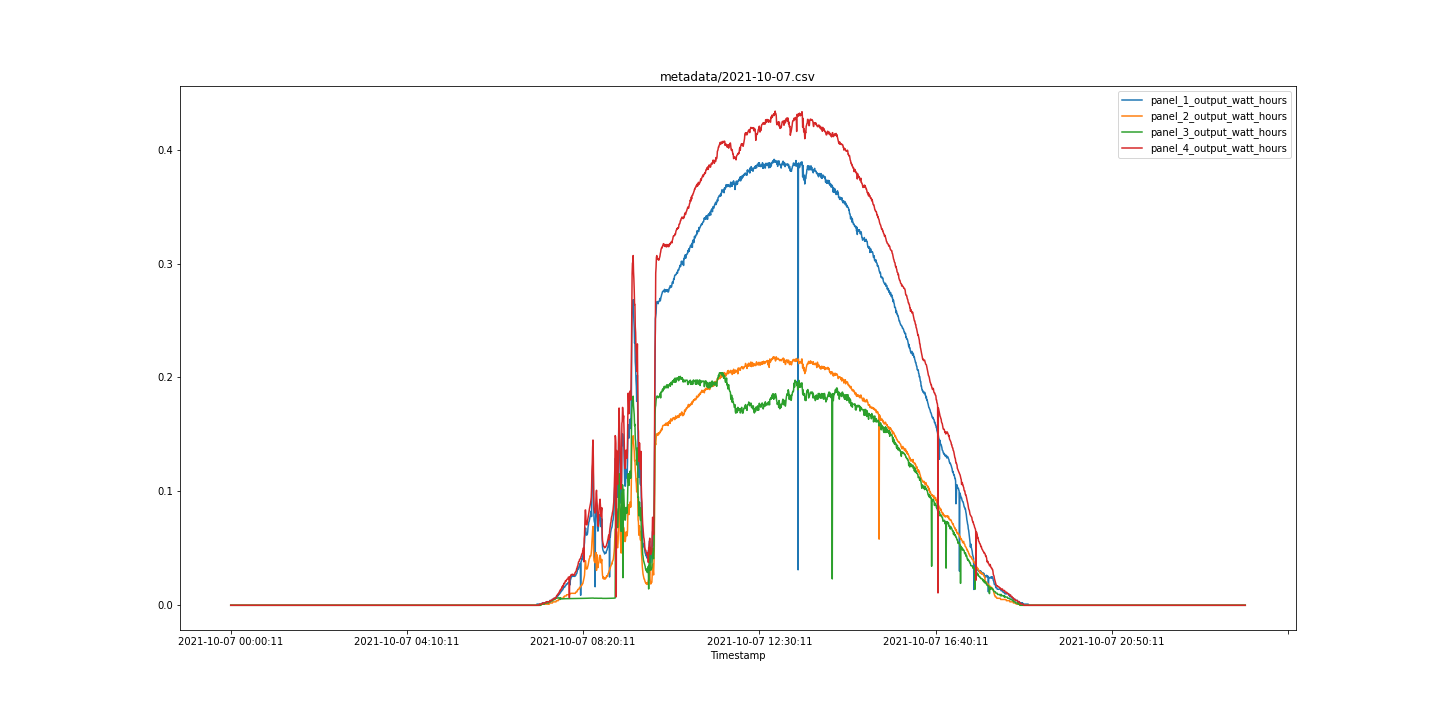 metadata/2021-10-07.csv
panel_1_output_watt_hours
panel_2_output_watt_hours
panel_3_output_watt_hours
panel_4_output_watt_hours
0.4
0.3
0.2
0.1
0.0
2021-10-07 00:00:11 2021-10-07 04:10:11 2021-10-07 08:20:11 2021-10-07 12:30:11 2021-10-07 16:40:11 2021-10-07 20:50:11
Timestamp